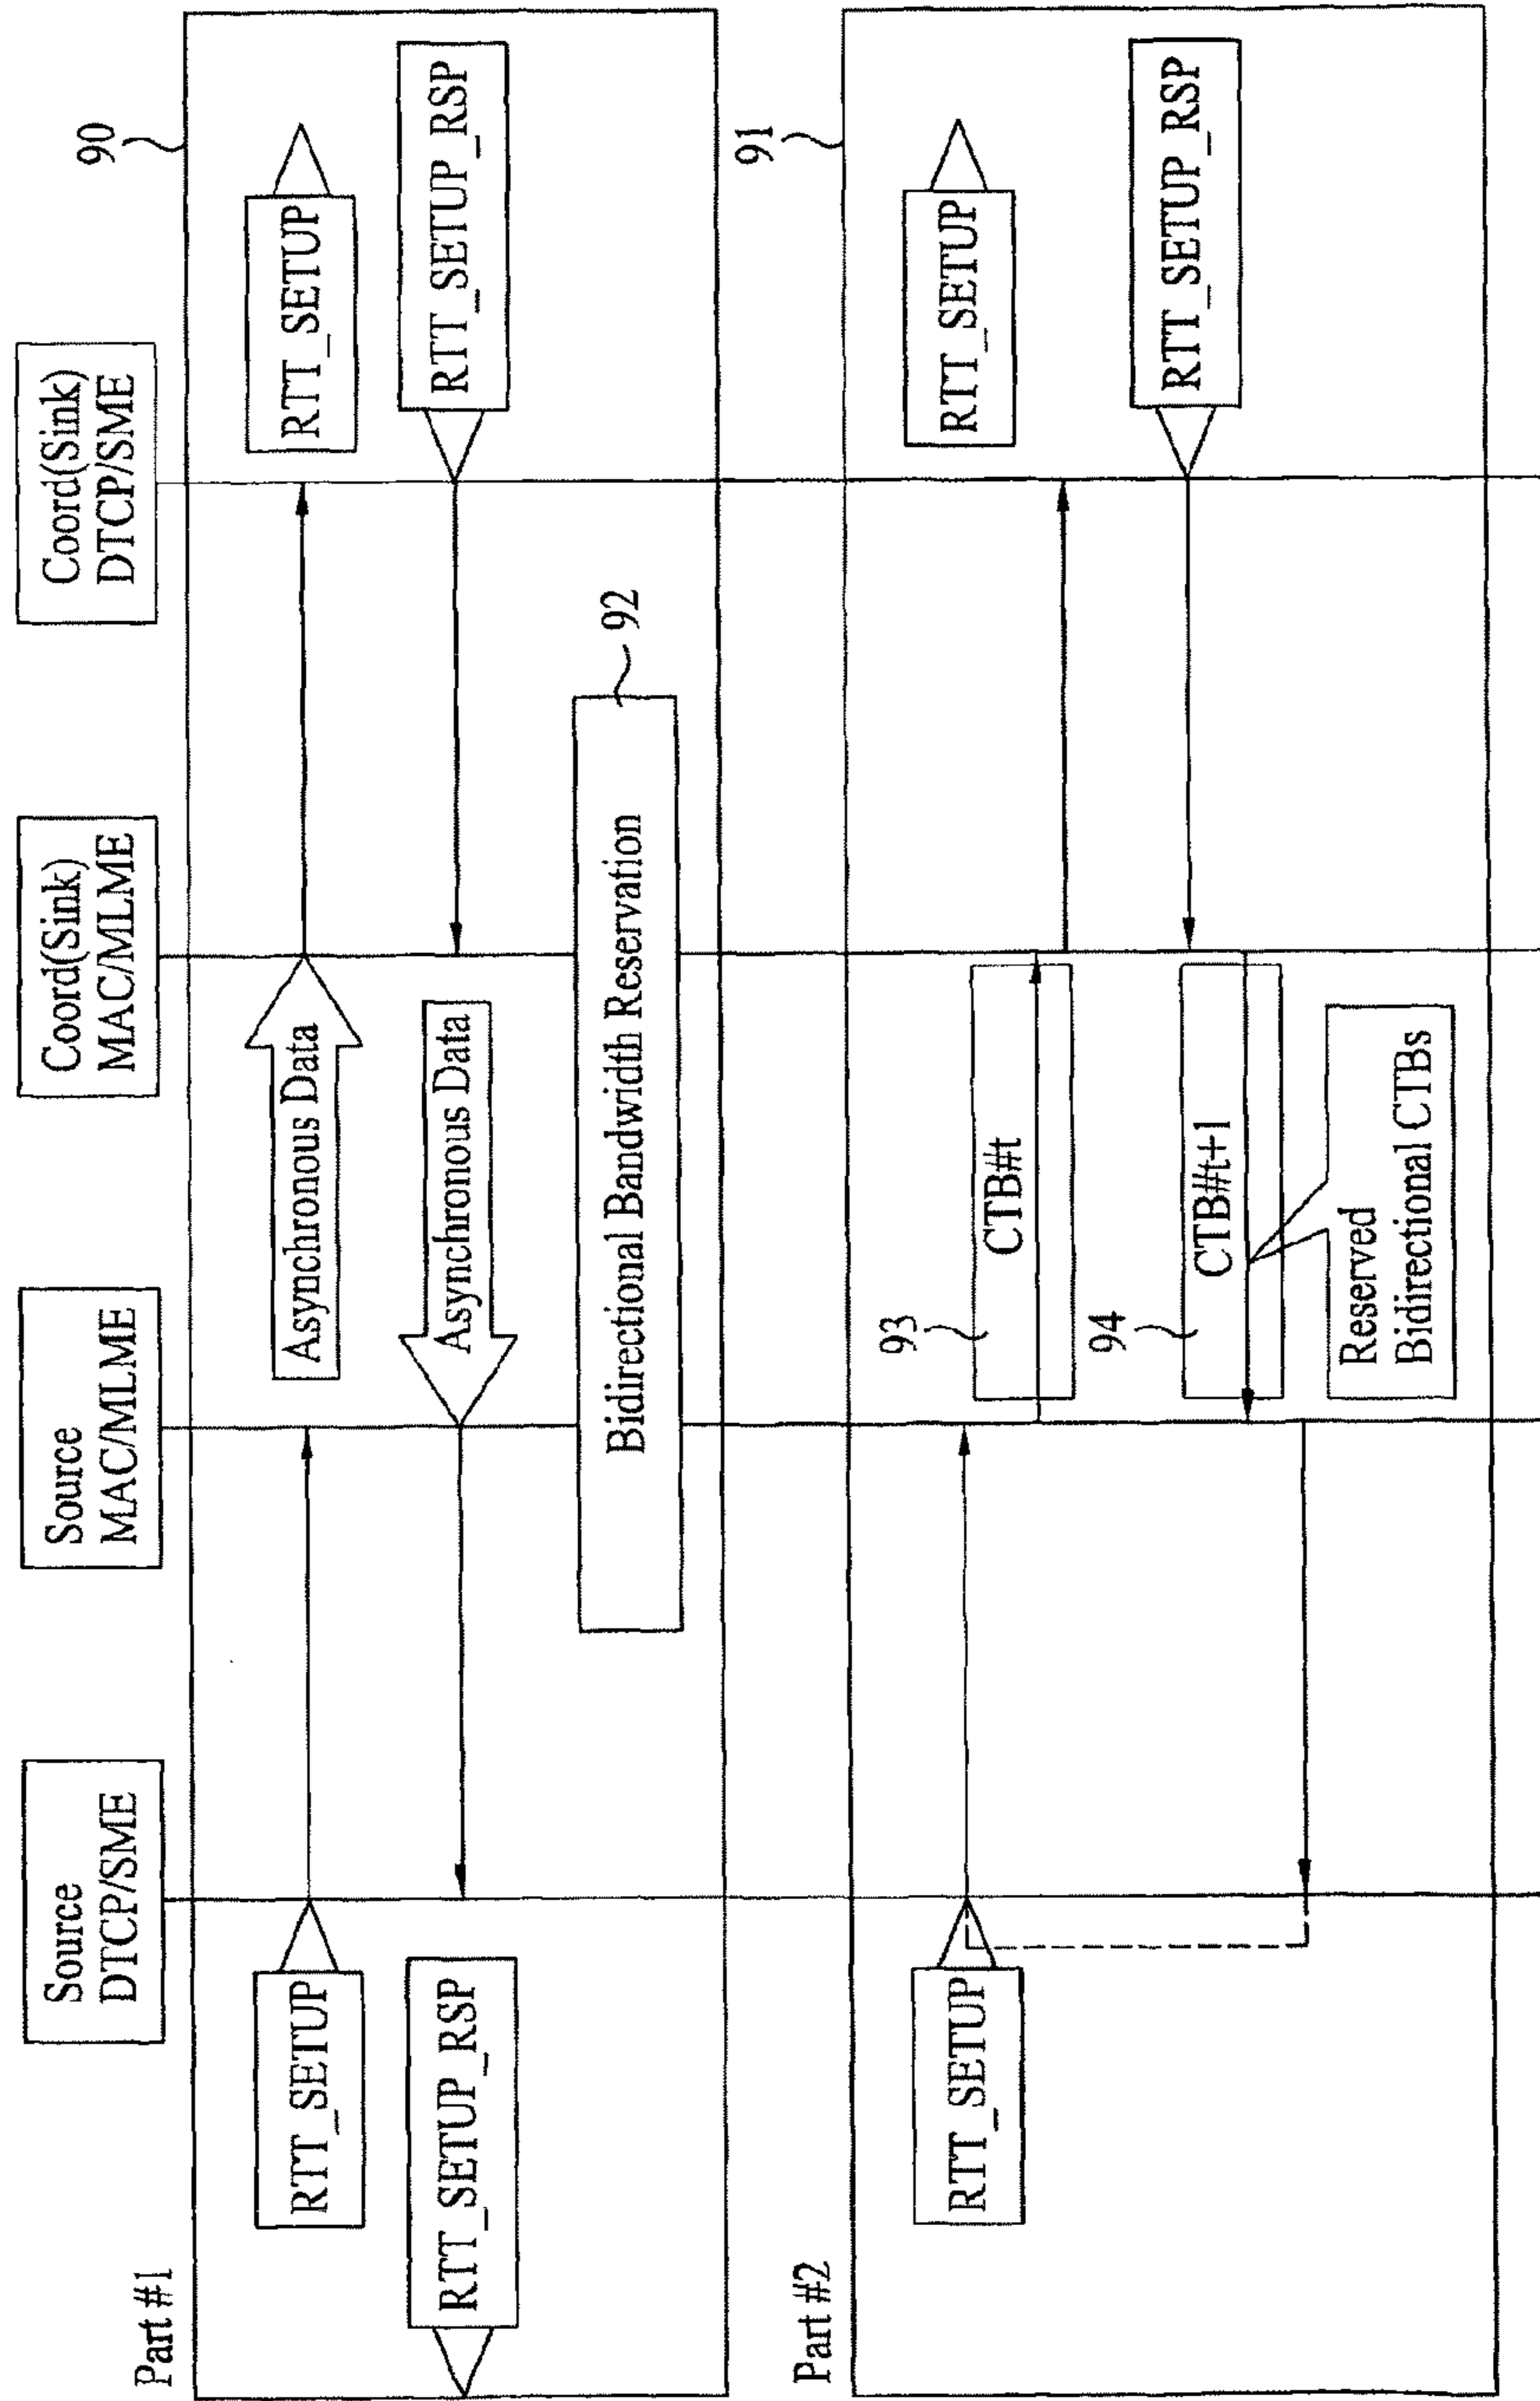 Source
DTCP/SME
Source
MAC/MLME
Coord(Sink)
MAC/MLME
Coord(Sink)
DTCP/SME
Part #1
90
RTT_SETUP
Asynchronous Data
RTT_SETUP
RTT_SETUP_RSP
Asynchronous Data
RTT_SETUP_RSP
Bidirectional Bandwidth Reservation
92
Part #2
91
RTT_SETUP
RTT_SETUP
93
CTB#t
94
CTB#t+1
RTT_SETUP_RSP
Reserved
Bidirectional CTBs